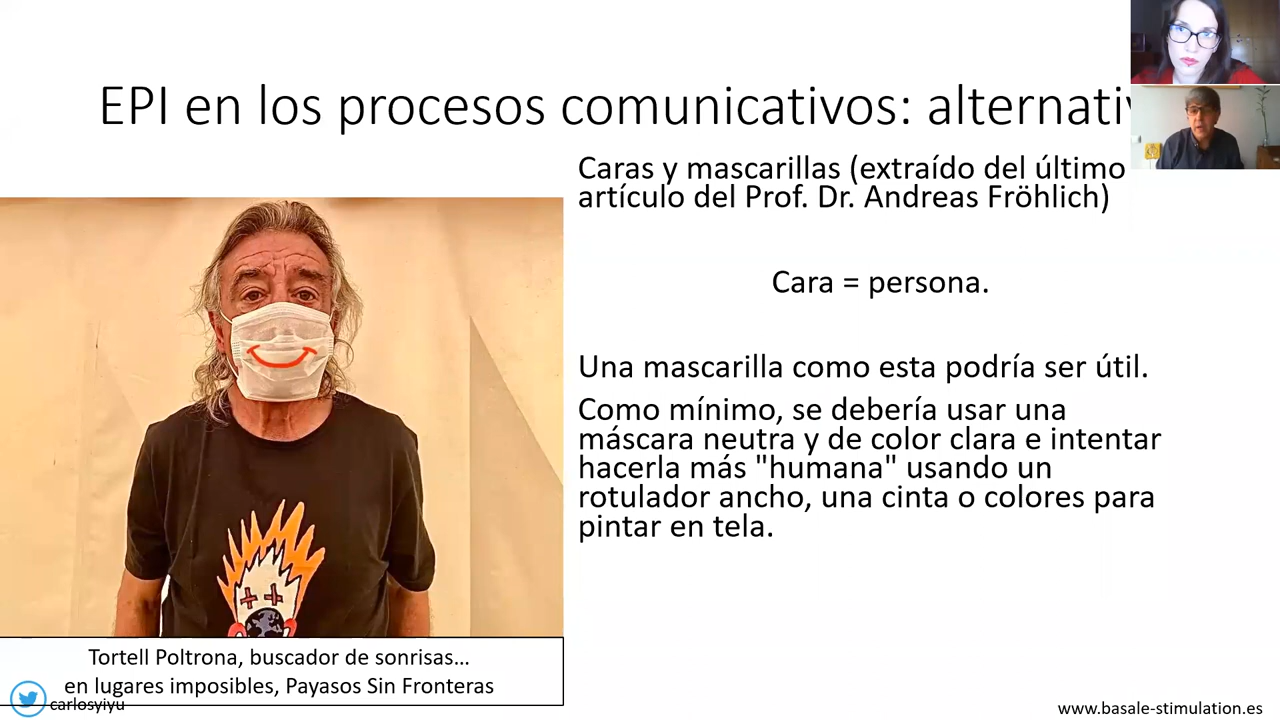 EPI en los procesos comunicativos: alternativ
Caras y mascarillas (extraído del último
artículo del Prof. Dr. Andreas Fröhlich)
Cara = persona.
Una mascarilla como esta podría ser útil.
Como mínimo, se debería usar una
máscara neutra y de color clara e intentar
hacerla más "humana" usando un
rotulador ancho, una cinta o colores para
pintar en tela.
Tortell Poltrona, buscador de sonrisas...
en lugares imposibles, Payasos Sin Fronteras
carlosyiyu
www.basale-stimulation.es